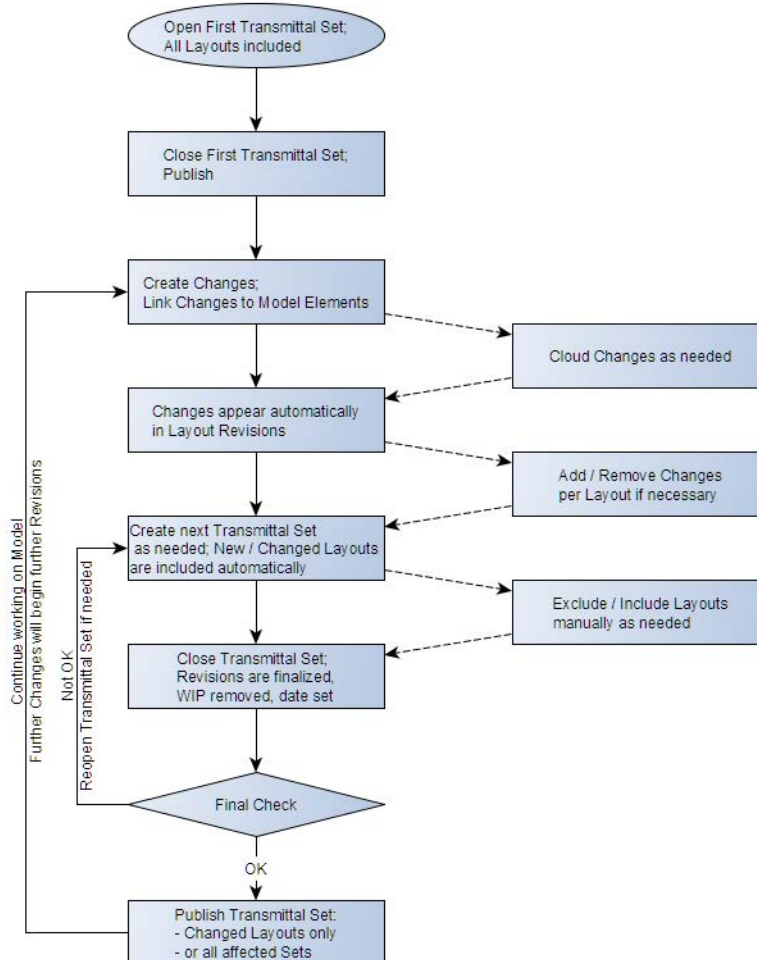 Open First Transmittal Set;
All Layouts included
Close First Transmittal Set;
Publish
Create Changes;
Link Changes to Model Elements
Cloud Changes as needed
Changes appear automatically
in Layout Revisions
Add / Remove Changes
per Layout if necessary
Create next Transmittal Set
as needed; New / Changed Layouts
are included automatically
Exclude / Include Layouts
manually as needed
Close Transmittal Set;
Revisions are finalized,
WIP removed, date set
Continue working on Model
Further Changes will begin further Revisions
Not OK
Reopen Transmittal Set if needed
Final Check
OK
Publish Transmittal Set:
- Changed Layouts only
- or all affected Sets